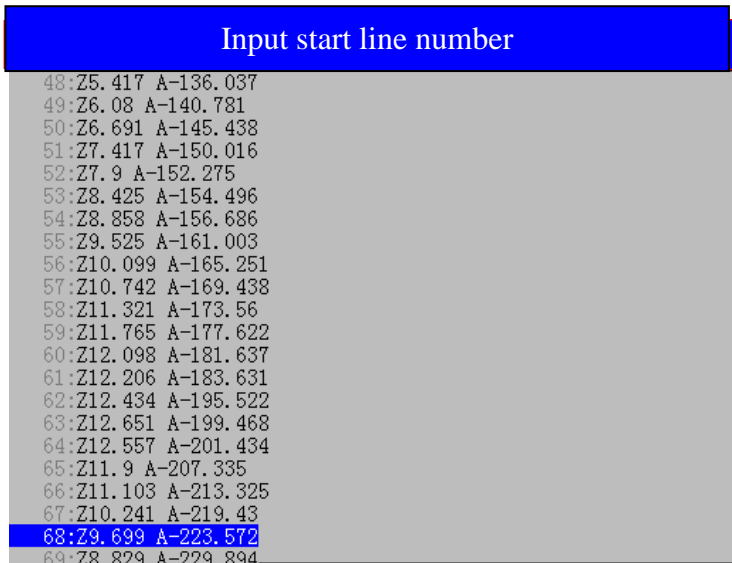 Input start line number
48:Z5.417 A-136.037
49:Z6.08 A-140.781
50:Z6.691 A-145.438
51:Z7.417 A-150.016
52:Z7.9 A-152.275
53:Z8.425 A-154.496
54:Z8.858 A-156.686
55:Z9.525 A-161.003
56:Z10.099 A-165.251
57:Z10.742 A-169.438
58:Z11.321 A-173.56
59:Z11.765 A-177.622
60:Z12.098 A-181.637
61:Z12.206 A-183.631
62:Z12.434 A-195.522
63:Z12.651 A-199.468
64:Z12.557 A-201.434
65:Z11.9 A-207.335
66:Z11.103 A-213.325
67:Z10.241 A-219.43
68:Z9.699 A-223.572
69:Z8.829 A-229.894